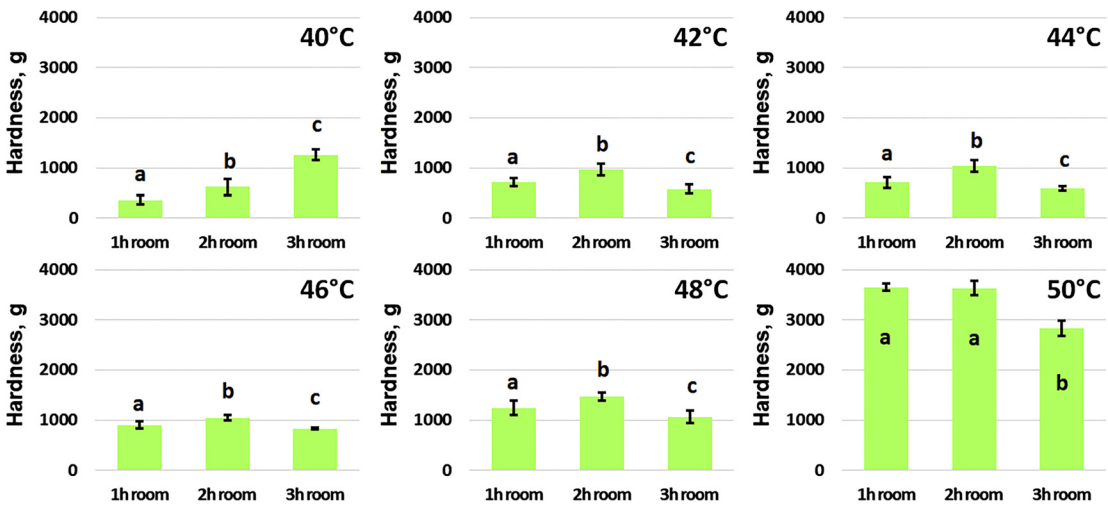 40°C
Hardness, g
4000
3000
2000
1000
0
a
b
c
1h room
2h room
3h room
42°C
Hardness, g
4000
3000
2000
1000
0
a
b
c
1h room
2h room
3h room
44°C
Hardness, g
4000
3000
2000
1000
0
a
b
c
1h room
2h room
3h room
46°C
Hardness, g
4000
3000
2000
1000
0
a
b
c
1h room
2h room
3h room
48°C
Hardness, g
4000
3000
2000
1000
0
a
b
c
1h room
2h room
3h room
50°C
Hardness, g
4000
3000
2000
1000
0
a
a
b
1h room
2h room
3h room